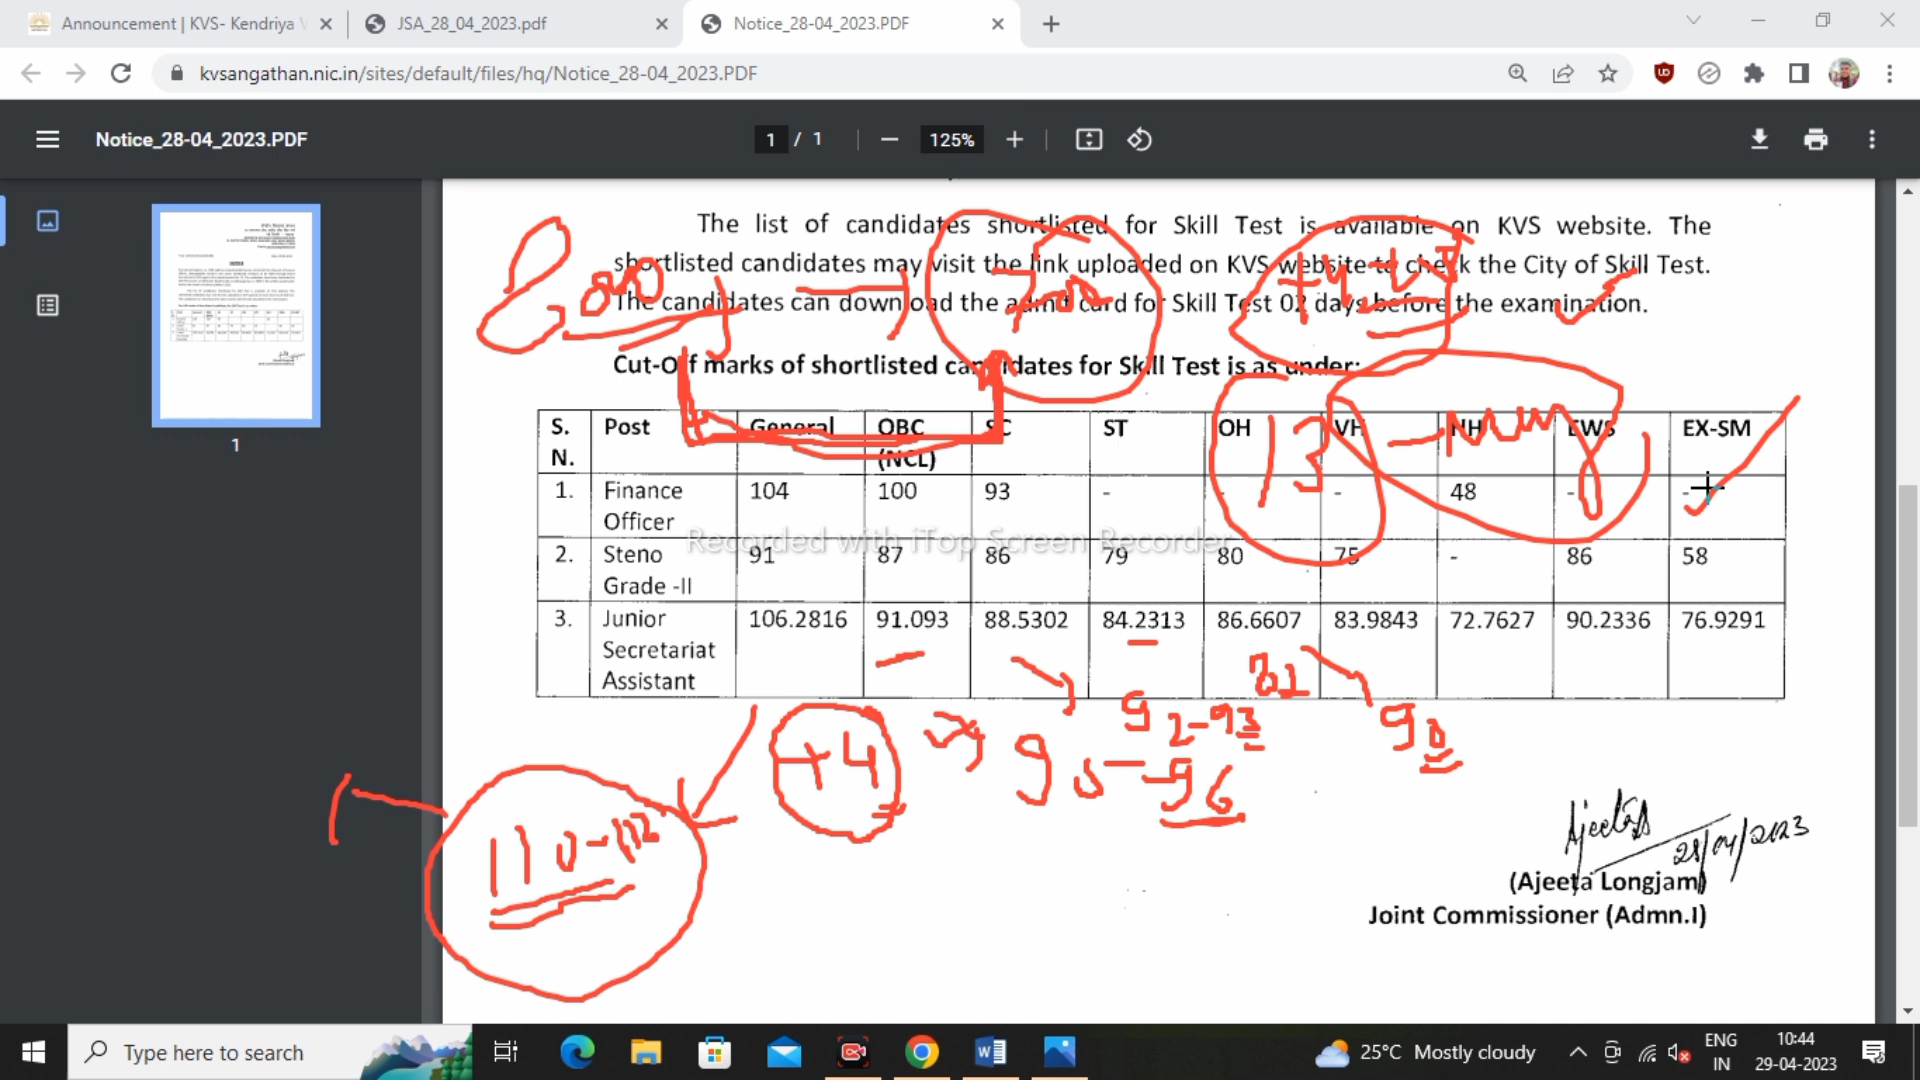 Announcement | KVS- Kendriya V
JSA_28_04_2023.pdf
Notice_28-04_2023.PDF
kvsangathan.nic.in/sites/default/files/hq/Notice_28-04_2023.PDF
Notice_28-04_2023.PDF
1 / 1
125%
1
The list of candidates shortlisted for Skill Test is available on KVS website. The
shortlisted candidates may visit the link uploaded on KVS website to check the City of Skill Test.
The candidates can download the admit card for Skill Test 02 days before the examination.
700
Cut-Off marks of shortlisted candidates for Skill Test is as under:
S. N. Post General OBC (NCL) SC ST OH VH HH EWS EX-SM
13
1. Finance Officer 104 100 93 - - - 48 - -
Recorded with iTop Screen Recorder
2. Steno Grade -II 91 87 86 79 80 75 - 86 58
3. Junior Secretariat Assistant 106.2816 91.093 88.5302 84.2313 86.6607 83.9843 72.7627 90.2336 76.9291
92-93
90
+4
95-96
110-112
28/04/2023
(Ajeeta Longjam)
Joint Commissioner (Admn.I)
Type here to search
25°C Mostly cloudy
ENG
IN
10:44
29-04-2023